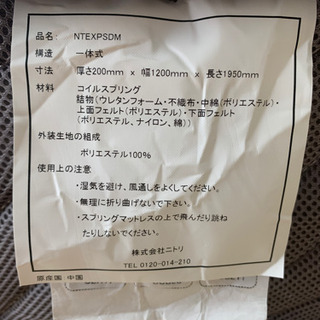 品名: NTEXPSDM
構造 一体式
寸法 厚さ200mm x 幅1200mm x 長さ1950mm
材料 コイルスプリング
詰物(ウレタンフォーム・不織布・中綿(ポリエステル)・
上面フェルト(ポリエステル)・下面フェルト
(ポリエステル、ナイロン、綿))
外装生地の組成
ポリエステル100%
使用上の注意
・湿気を避け、風通しをよくしてください。
・無理に折り曲げないで下さい。
・スプリングマットレスの上で飛んだり跳ね
たりしないでください。
株式会社ニトリ
TEL 0120-014-210
原産国 中国